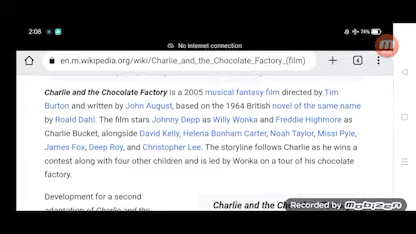 2:08
74%
No internet connection
en.m.wikipedia.org/wiki/Charlie_and_the_Chocolate_Factory_(film)
4
Charlie and the Chocolate Factory is a 2005 musical fantasy film directed by Tim
Burton and written by John August, based on the 1964 British novel of the same name
by Roald Dahl. The film stars Johnny Depp as Willy Wonka and Freddie Highmore as
Charlie Bucket, alongside David Kelly, Helena Bonham Carter, Noah Taylor, Missi Pyle,
James Fox, Deep Roy, and Christopher Lee. The storyline follows Charlie as he wins a
contest along with four other children and is led by Wonka on a tour of his chocolate
factory.
Development for a second
adaptation of Charlie and the
Charlie and the Ch
Recorded by mobizen